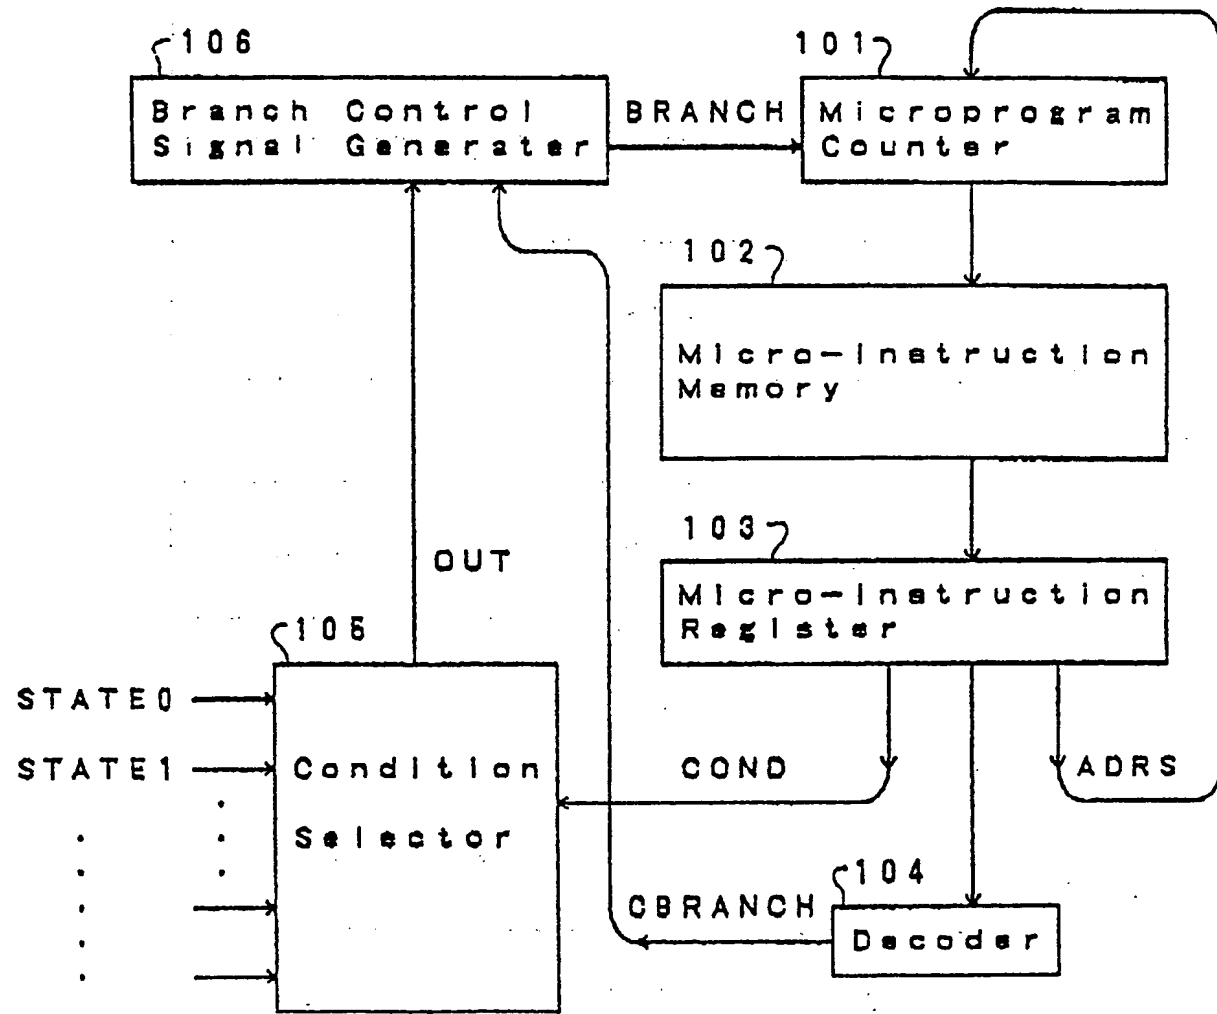 106
Branch Control
Signal Generater
BRANCH
101
Microprogram
Counter
102
Micro-Instruction
Memory
103
Micro-Instruction
Register
OUT
105
STATE0
STATE1
Condition
Selector
COND
ADRS
104
CBRANCH
Decoder